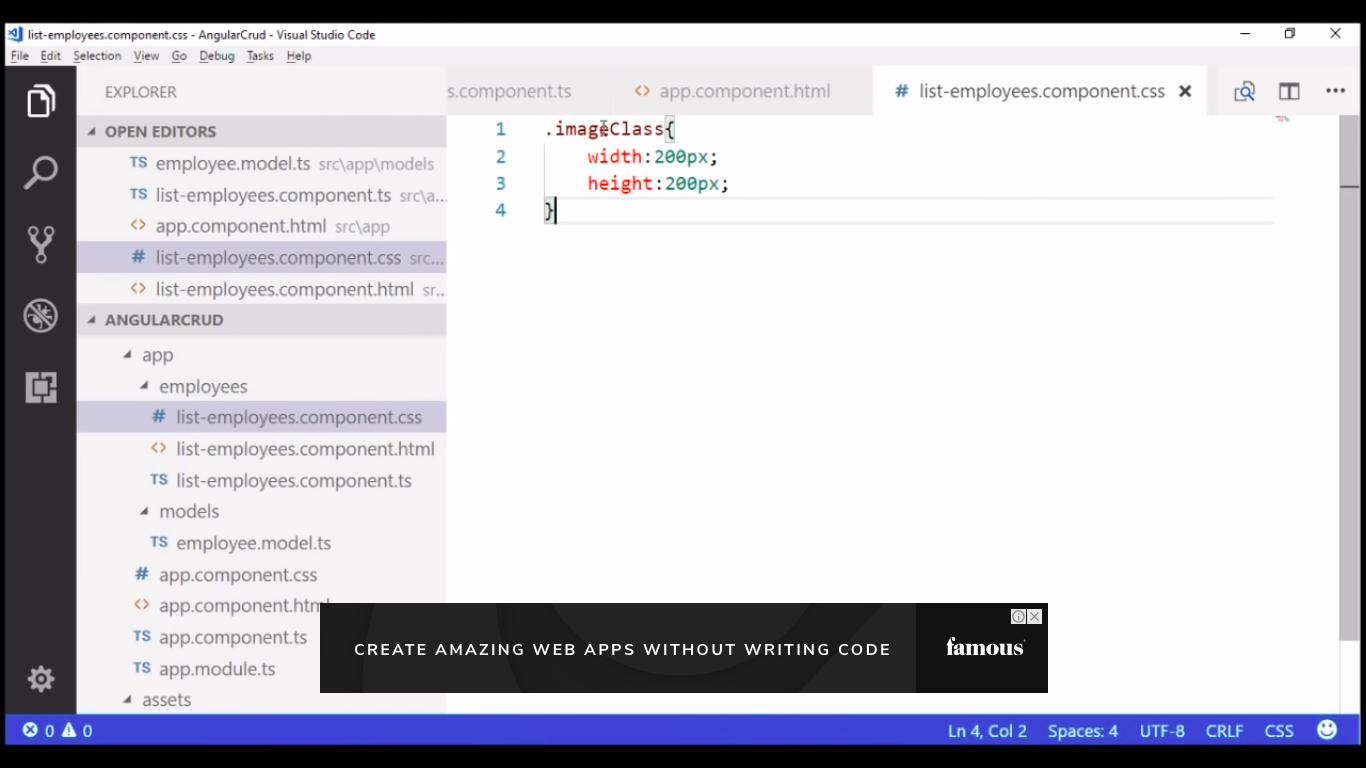 list-employees.component.css - AngularCrud - Visual Studio Code
File Edit Selection View Go Debug Tasks Help
EXPLORER
OPEN EDITORS
TS employee.model.ts src\app\models
TS list-employees.component.ts src\a...
<> app.component.html src\app
# list-employees.component.css src...
<> list-employees.component.html sr..
ANGULARCRUD
app
employees
# list-employees.component.css
<> list-employees.component.html
TS list-employees.component.ts
models
TS employee.model.ts
# app.component.css
<> app.component.html
TS app.component.ts
TS app.module.ts
assets
s.component.ts <> app.component.html # list-employees.component.css
1 .imageClass{
2 width:200px;
3 height:200px;
4 }
CREATE AMAZING WEB APPS WITHOUT WRITING CODE
famous
0 0 Ln 4, Col 2 Spaces: 4 UTF-8 CRLF CSS